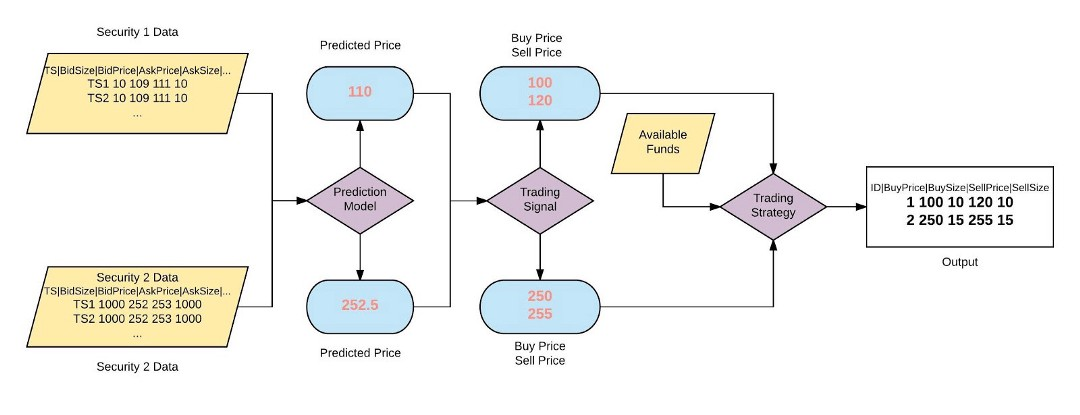 Security 1 Data
TS|BidSize|BidPrice|AskPrice|AskSize|...
TS1 10 109 111 10
TS2 10 109 111 10
...
Predicted Price
110
Prediction
Model
252.5
Predicted Price
Buy Price
Sell Price
100
120
Trading
Signal
250
255
Buy Price
Sell Price
Available
Funds
Trading
Strategy
ID|BuyPrice|BuySize|SellPrice|SellSize
1 100 10 120 10
2 250 15 255 15
Output
Security 2 Data
TS|BidSize|BidPrice|AskPrice|AskSize|...
TS1 1000 252 253 1000
TS2 1000 252 253 1000
...
Security 2 Data